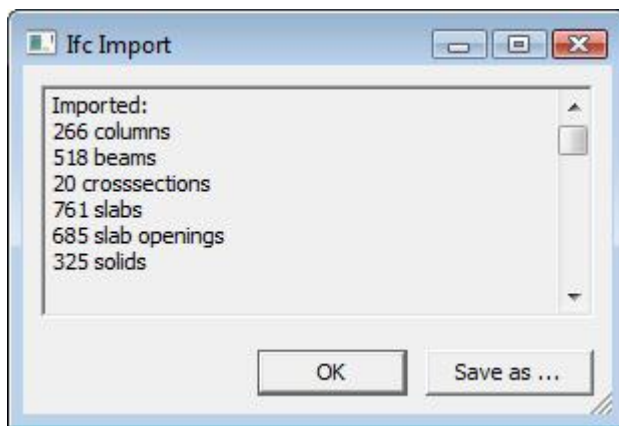 Ifc Import
Imported:
266 columns
518 beams
20 crosssections
761 slabs
685 slab openings
325 solids
OK
Save as ...